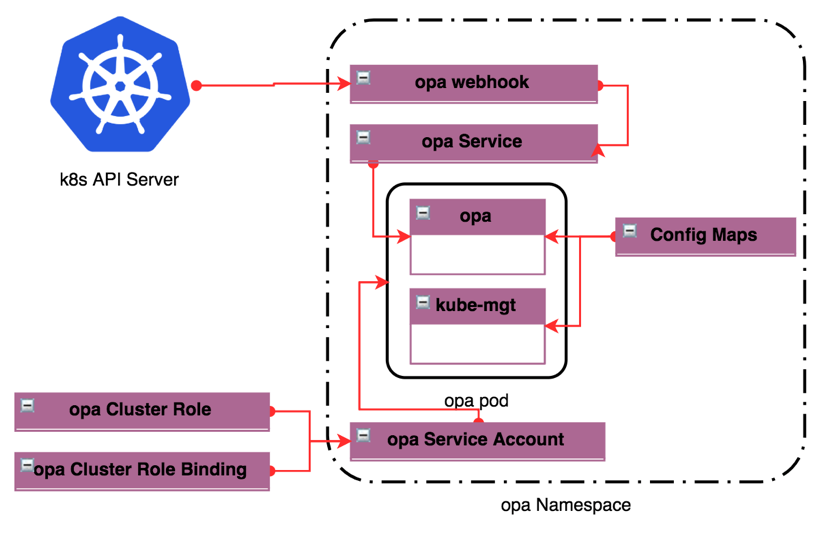 opa webhook
k8s API Server
opa Service
opa
Config Maps
kube-mgt
opa pod
opa Cluster Role
opa Service Account
opa Cluster Role Binding
opa Namespace